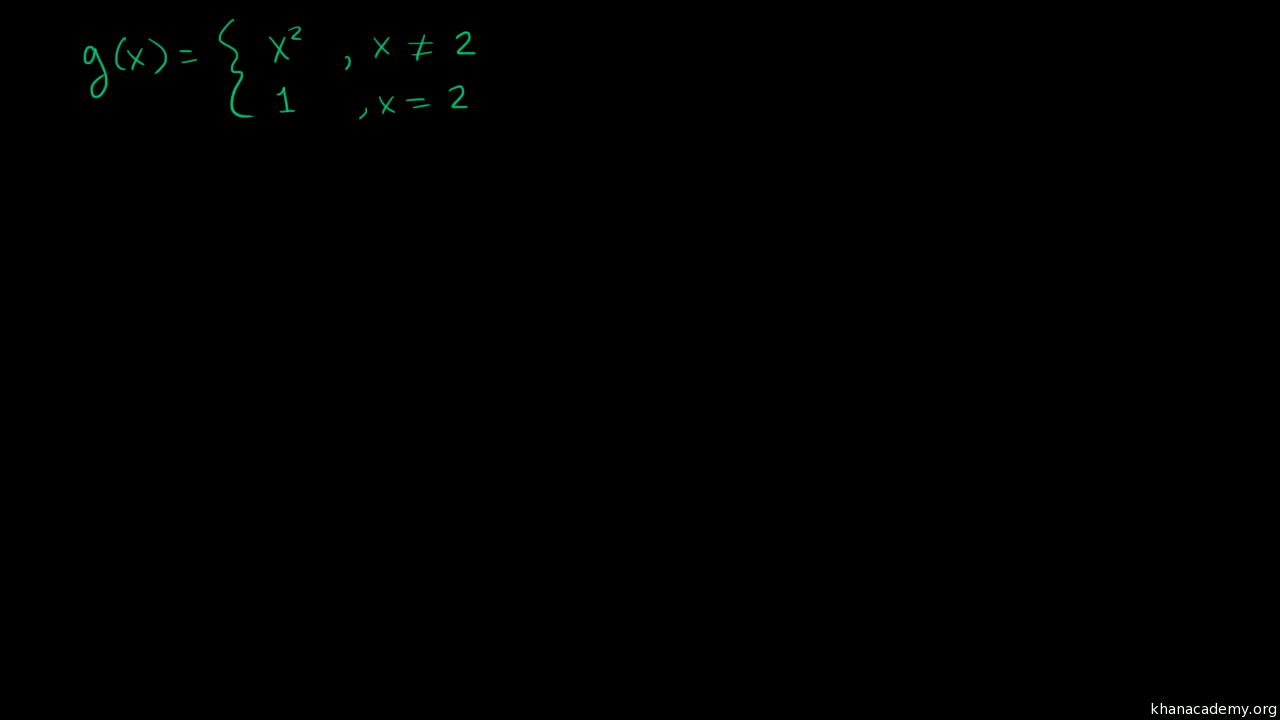 g(x) = { x² , x ≠ 2
1 , x = 2
khanacademy.org